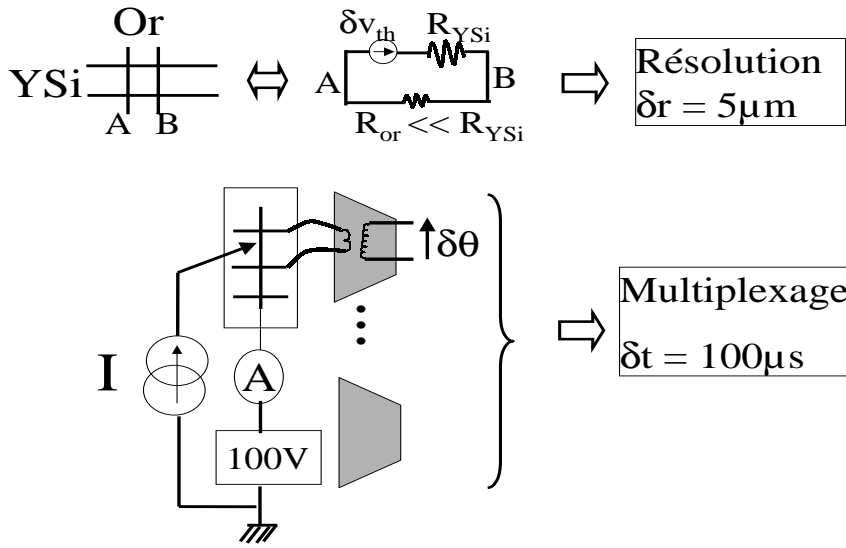 Or
YSi
A B
δv_th R_YSi
A B
R_or << R_YSi
Résolution
δr = 5µm
δθ
I
A
100V
Multiplexage
δt = 100µs